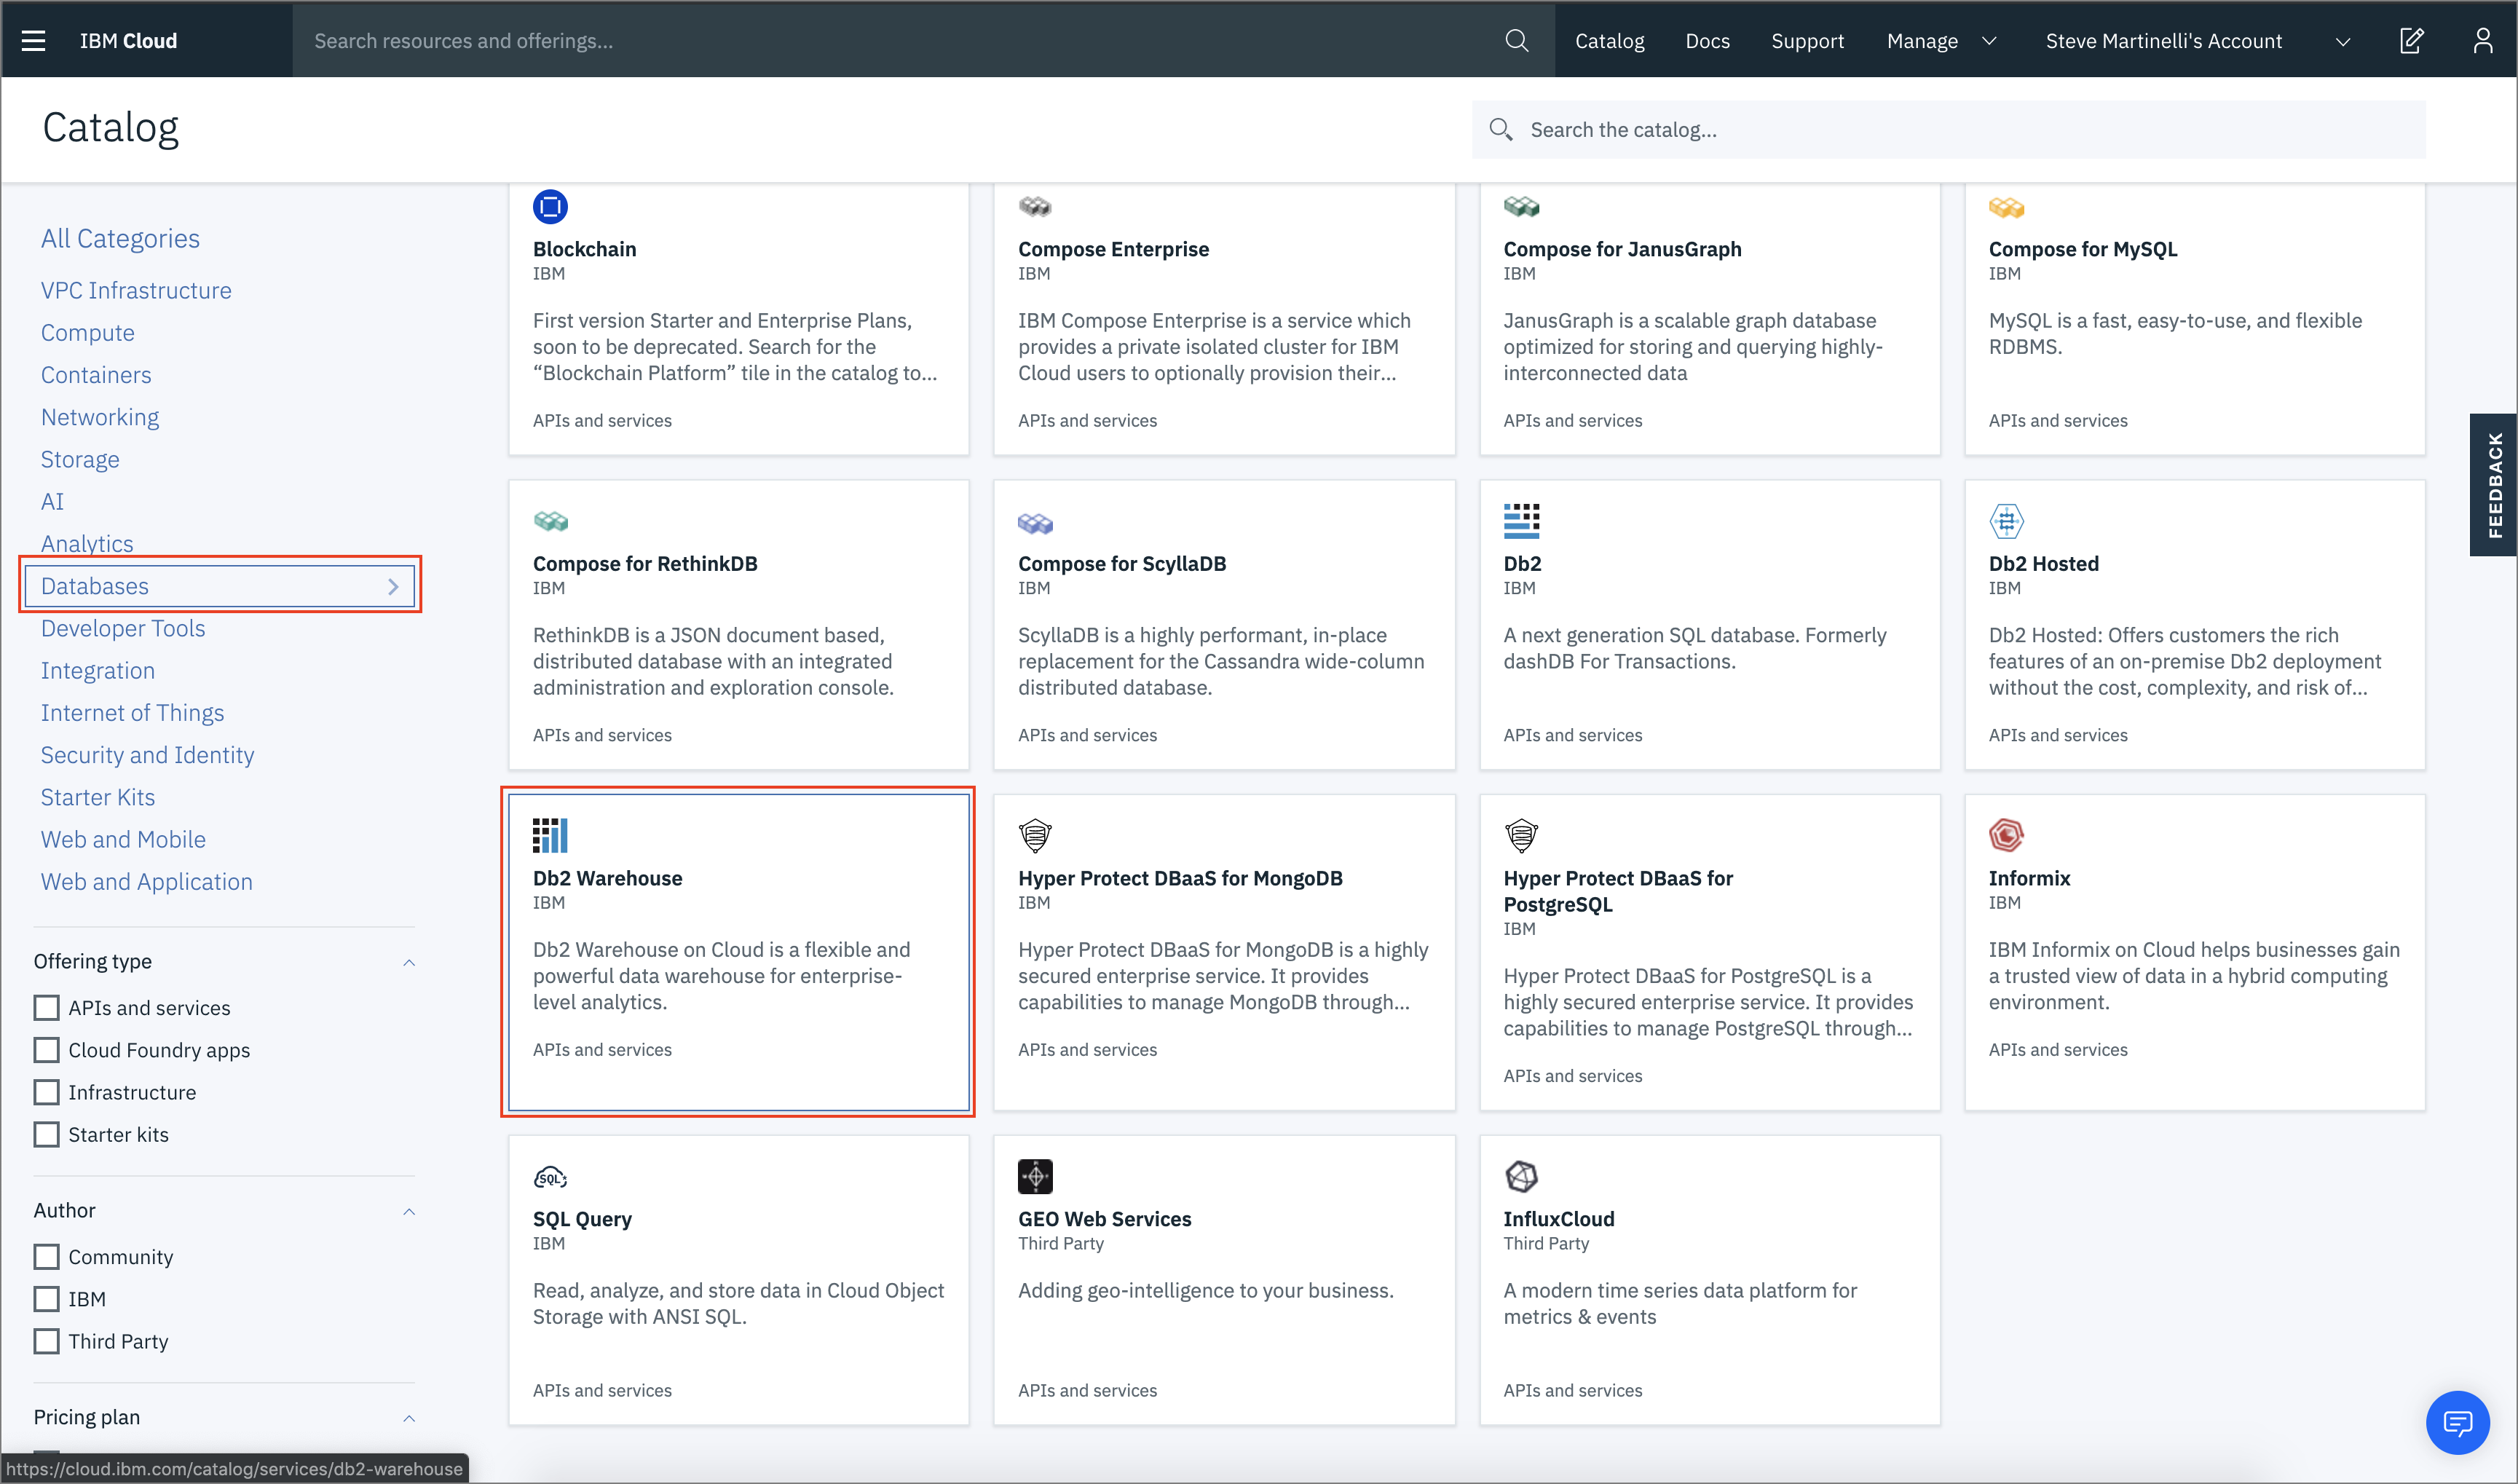 IBM Cloud
Search resources and offerings...
Catalog
Docs
Support
Manage
Steve Martinelli's Account
Catalog
Search the catalog...
All Categories
VPC Infrastructure
Compute
Containers
Networking
Storage
AI
Analytics
Databases
Developer Tools
Integration
Internet of Things
Security and Identity
Starter Kits
Web and Mobile
Web and Application
Offering type
APIs and services
Cloud Foundry apps
Infrastructure
Starter kits
Author
Community
IBM
Third Party
Pricing plan
Blockchain
IBM
First version Starter and Enterprise Plans,
soon to be deprecated. Search for the
“Blockchain Platform” tile in the catalog to...
APIs and services
Compose Enterprise
IBM
IBM Compose Enterprise is a service which
provides a private isolated cluster for IBM
Cloud users to optionally provision their...
APIs and services
Compose for JanusGraph
IBM
JanusGraph is a scalable graph database
optimized for storing and querying highly-
interconnected data
APIs and services
Compose for MySQL
IBM
MySQL is a fast, easy-to-use, and flexible
RDBMS.
APIs and services
Compose for RethinkDB
IBM
RethinkDB is a JSON document based,
distributed database with an integrated
administration and exploration console.
APIs and services
Compose for ScyllaDB
IBM
ScyllaDB is a highly performant, in-place
replacement for the Cassandra wide-column
distributed database.
APIs and services
Db2
IBM
A next generation SQL database. Formerly
dashDB For Transactions.
APIs and services
Db2 Hosted
IBM
Db2 Hosted: Offers customers the rich
features of an on-premise Db2 deployment
without the cost, complexity, and risk of...
APIs and services
Db2 Warehouse
IBM
Db2 Warehouse on Cloud is a flexible and
powerful data warehouse for enterprise-
level analytics.
APIs and services
Hyper Protect DBaaS for MongoDB
IBM
Hyper Protect DBaaS for MongoDB is a highly
secured enterprise service. It provides
capabilities to manage MongoDB through...
APIs and services
Hyper Protect DBaaS for
PostgreSQL
IBM
Hyper Protect DBaaS for PostgreSQL is a
highly secured enterprise service. It provides
capabilities to manage PostgreSQL through...
APIs and services
Informix
IBM
IBM Informix on Cloud helps businesses gain
a trusted view of data in a hybrid computing
environment.
APIs and services
SQL
SQL Query
IBM
Read, analyze, and store data in Cloud Object
Storage with ANSI SQL.
APIs and services
GEO Web Services
Third Party
Adding geo-intelligence to your business.
APIs and services
InfluxCloud
Third Party
A modern time series data platform for
metrics & events
APIs and services
FEEDBACK
https://cloud.ibm.com/catalog/services/db2-warehouse